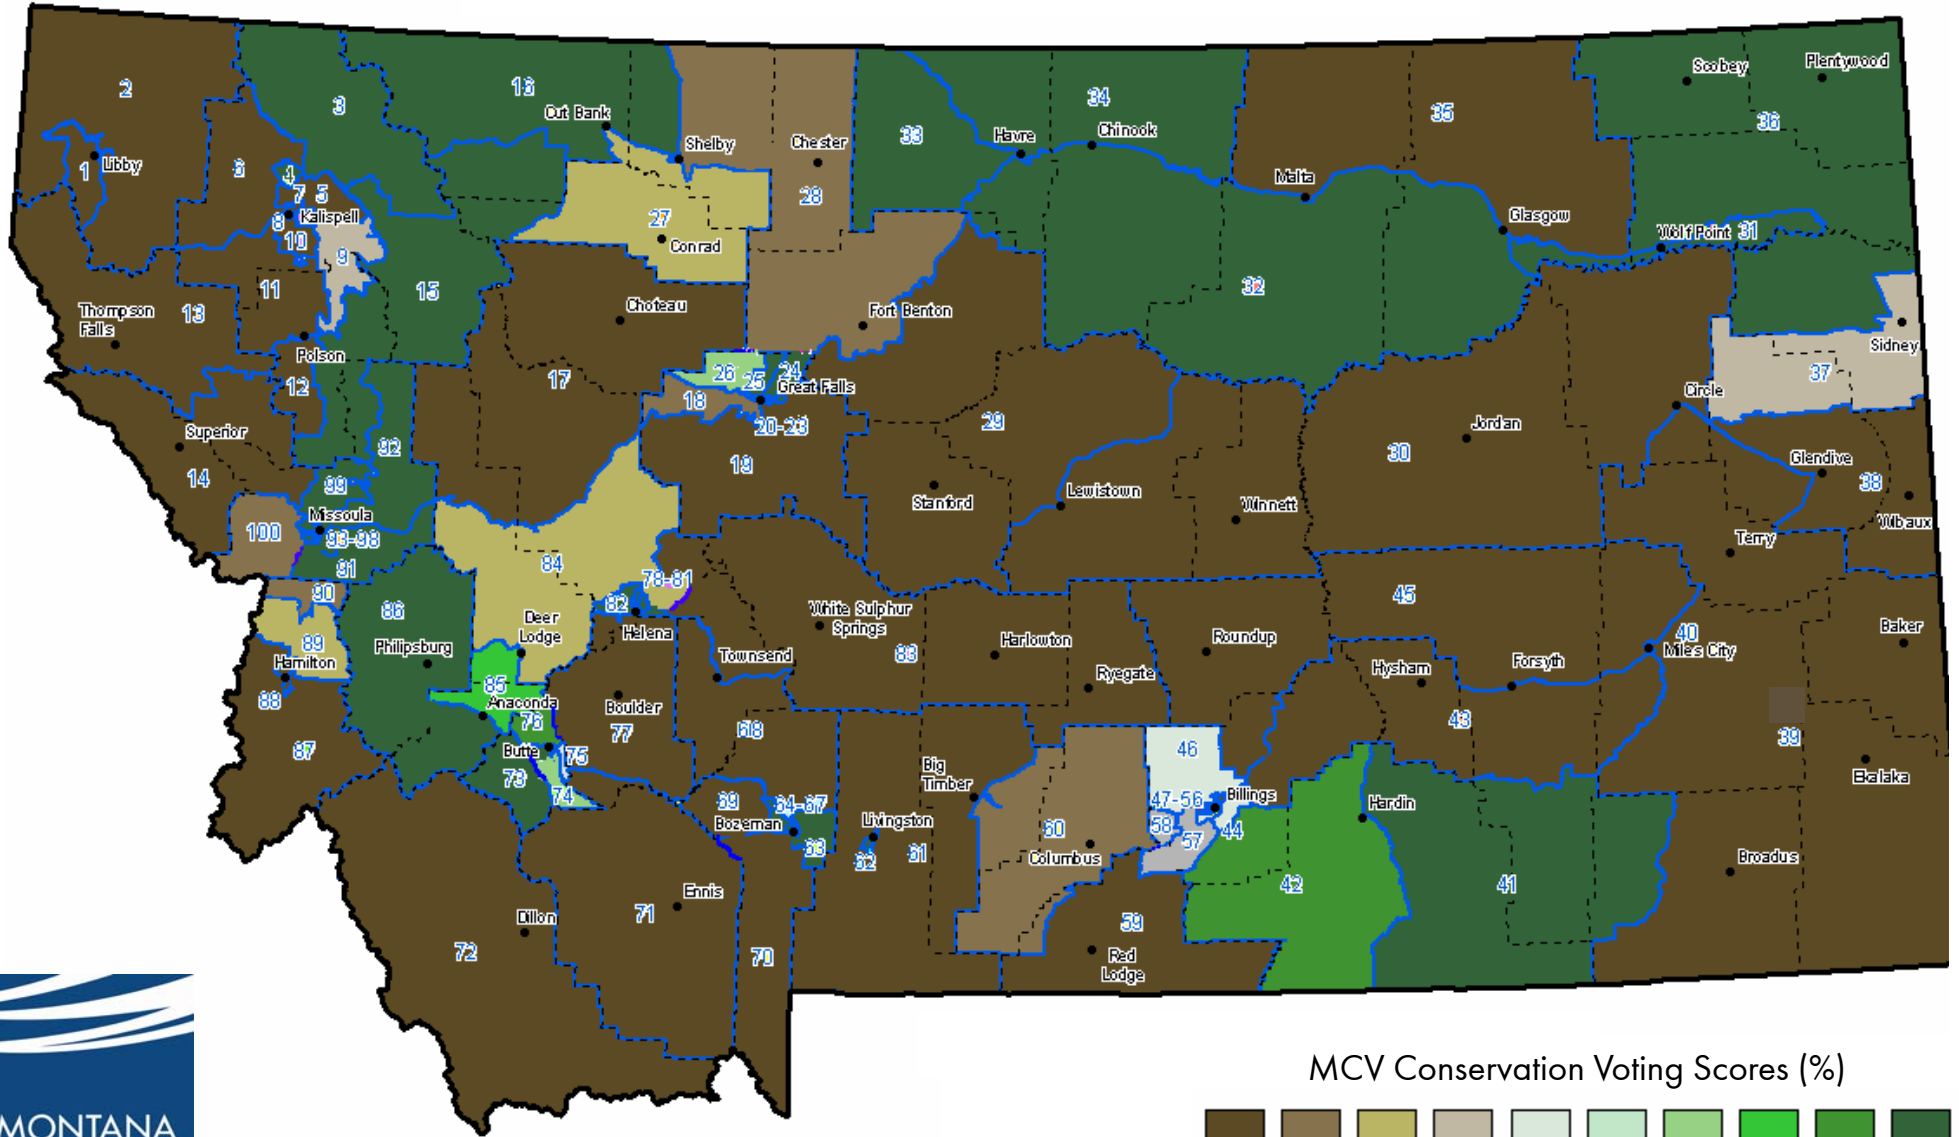 2
3
16
Cut Bank
Shelby
Chester
28
33
Havre
34
Chinook
35
Malta
Scobey
Plentywood
36
1
Libby
6
4
7
5
8
Kalispell
10
9
27
Conrad
32
Glasgow
Wolf Point
31
11
15
13
Thompson
Falls
Choteau
Fort Benton
Sidney
Polson
12
17
26
25
24
Great Falls
18
20-23
37
Circle
Superior
14
92
99
Missoula
19
29
Stanford
Lewistown
Winnett
30
Jordan
Glendive
38
Wibaux
100
93-98
91
84
78-81
Terry
90
86
82
Helena
Deer
Lodge
White Sulphur
Springs
83
Harlowton
Roundup
45
40
Miles City
Baker
89
Hamilton
Philipsburg
Townsend
Ryegate
Hysham
Forsyth
88
85
Anaconda
76
Boulder
77
68
43
39
87
Butte
75
73
74
Big
Timber
46
47-56
Billings
Hardin
Ekalaka
69
64-67
Bozeman
63
Livingston
62
61
60
Columbus
58
57
44
Broadus
42
41
Ennis
71
Dillon
72
70
59
Red
Lodge
MONTANA
MCV Conservation Voting Scores (%)